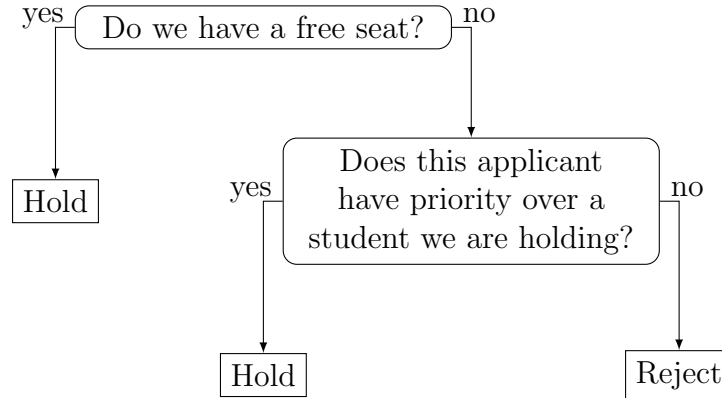 yes
Do we have a free seat?
no
Hold
yes
Does this applicant
have priority over a
student we are holding?
no
Hold
Reject